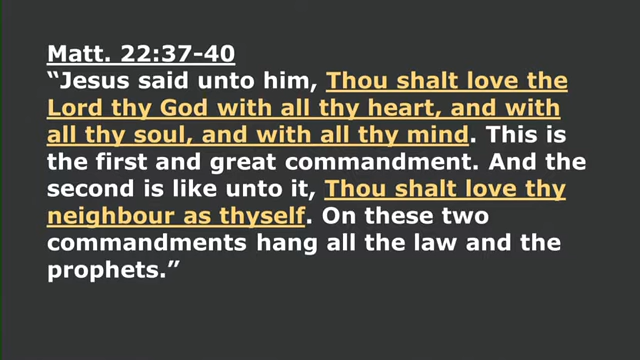 Matt. 22:37-40
“Jesus said unto him, Thou shalt love the
Lord thy God with all thy heart, and with
all thy soul, and with all thy mind. This is
the first and great commandment. And the
second is like unto it, Thou shalt love thy
neighbour as thyself. On these two
commandments hang all the law and the
prophets.”